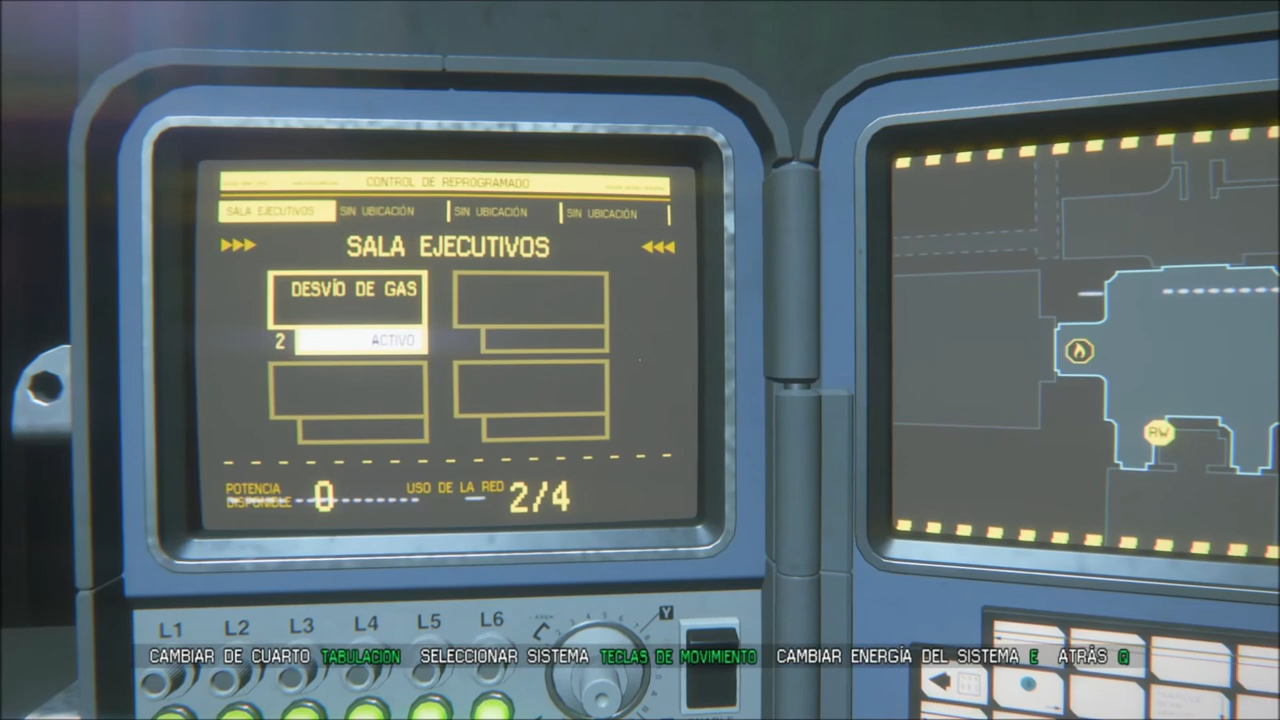 CONTROL DE REPROGRAMADO
SALA EJECUTIVOS SIN UBICACIÓN SIN UBICACIÓN SIN UBICACIÓN
SALA EJECUTIVOS
DESVÍO DE GAS
2 ACTIVO
POTENCIA DISPONIBLE 0 USO DE LA RED 2/4
RW
L1 L2 L3 L4 L5 L6
Y
CAMBIAR DE CUARTO TABULACION SELECCIONAR SISTEMA TECLAS DE MOVIMIENTO CAMBIAR ENERGÍA DEL SISTEMA E ATRÁS Q